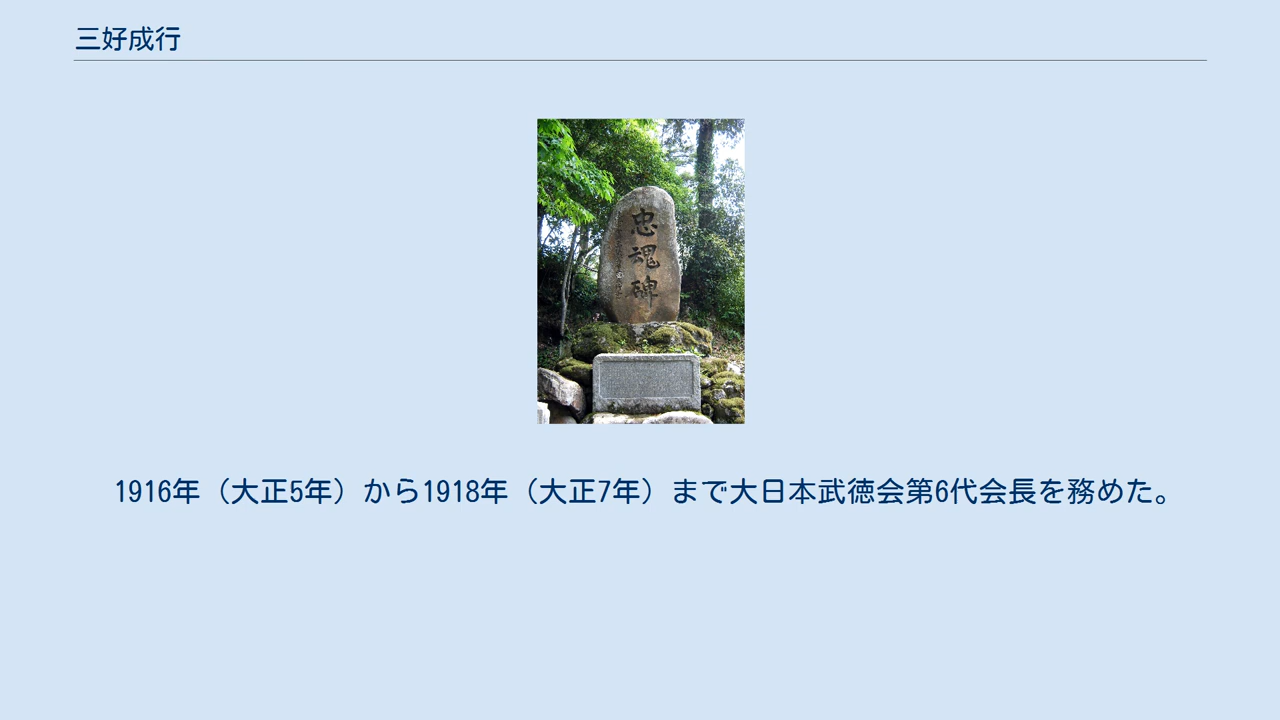 三好成行
忠魂碑
1916年（大正5年）から1918年（大正7年）まで大日本武徳会第6代会長を務めた。